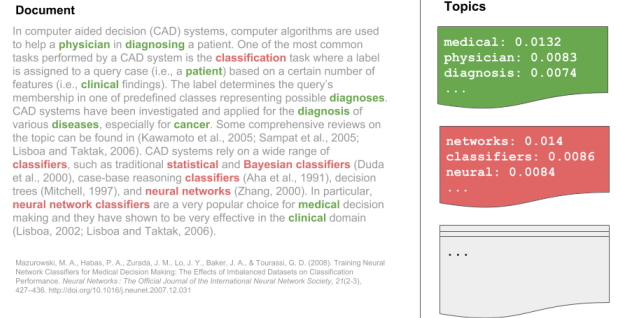 Document
In computer aided decision (CAD) systems, computer algorithms are used
to help a physician in diagnosing a patient. One of the most common
tasks performed by a CAD system is the classification task where a label
is assigned to a query case (i.e., a patient) based on a certain number of
features (i.e., clinical findings). The label determines the query's
membership in one of predefined classes representing possible diagnoses.
CAD systems have been investigated and applied for the diagnosis of
various diseases, especially for cancer. Some comprehensive reviews on
the topic can be found in (Kawamoto et al., 2005; Sampat et al., 2005;
Lisboa and Taktak, 2006). CAD systems rely on a wide range of
classifiers, such as traditional statistical and Bayesian classifiers (Duda
et al., 2000), case-base reasoning classifiers (Aha et al., 1991), decision
trees (Mitchell, 1997), and neural networks (Zhang, 2000). In particular,
neural network classifiers are a very popular choice for medical decision
making and they have shown to be very effective in the clinical domain
(Lisboa, 2002; Lisboa and Taktak, 2006).
Mazurowski, M. A., Habas, P. A., Zurada, J. M., Lo, J. Y., Baker, J. A., & Tourassi, G. D. (2008). Training Neural
Network Classifiers for Medical Decision Making: The Effects of Imbalanced Datasets on Classification
Performance. Neural Networks : The Official Journal of the International Neural Network Society, 21(2-3),
427–436. http://doi.org/10.1016/j.neunet.2007.12.031
Topics
medical: 0.0132
physician: 0.0083
diagnosis: 0.0074
...
networks: 0.014
classifiers: 0.0086
neural: 0.0084
...
...